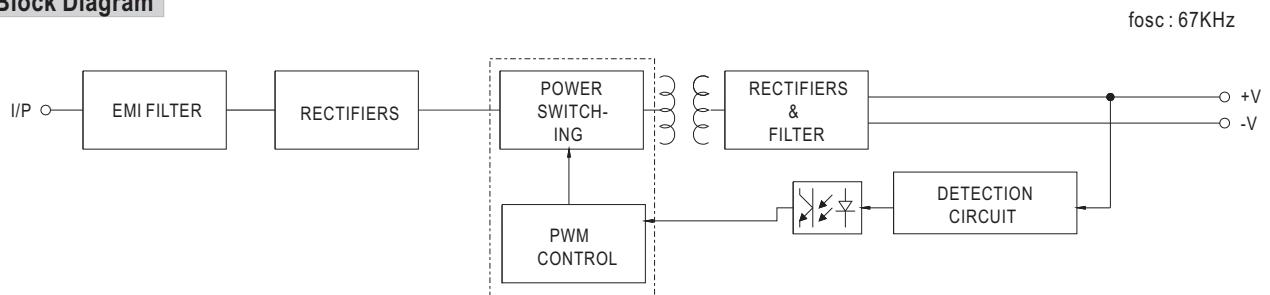 Block Diagram
fosc : 67KHz
I/P
EMI FILTER
RECTIFIERS
POWER
SWITCH-
ING
RECTIFIERS
&
FILTER
+V
-V
DETECTION
CIRCUIT
PWM
CONTROL